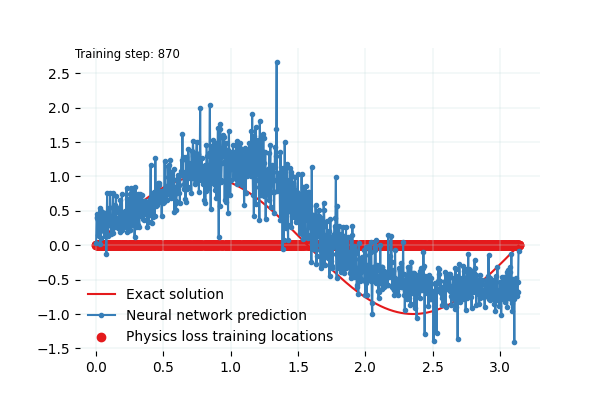 Training step: 870
2.5
2.0
1.5
1.0
0.5
0.0
−0.5
−1.0
−1.5
Exact solution
Neural network prediction
Physics loss training locations
0.0 0.5 1.0 1.5 2.0 2.5 3.0